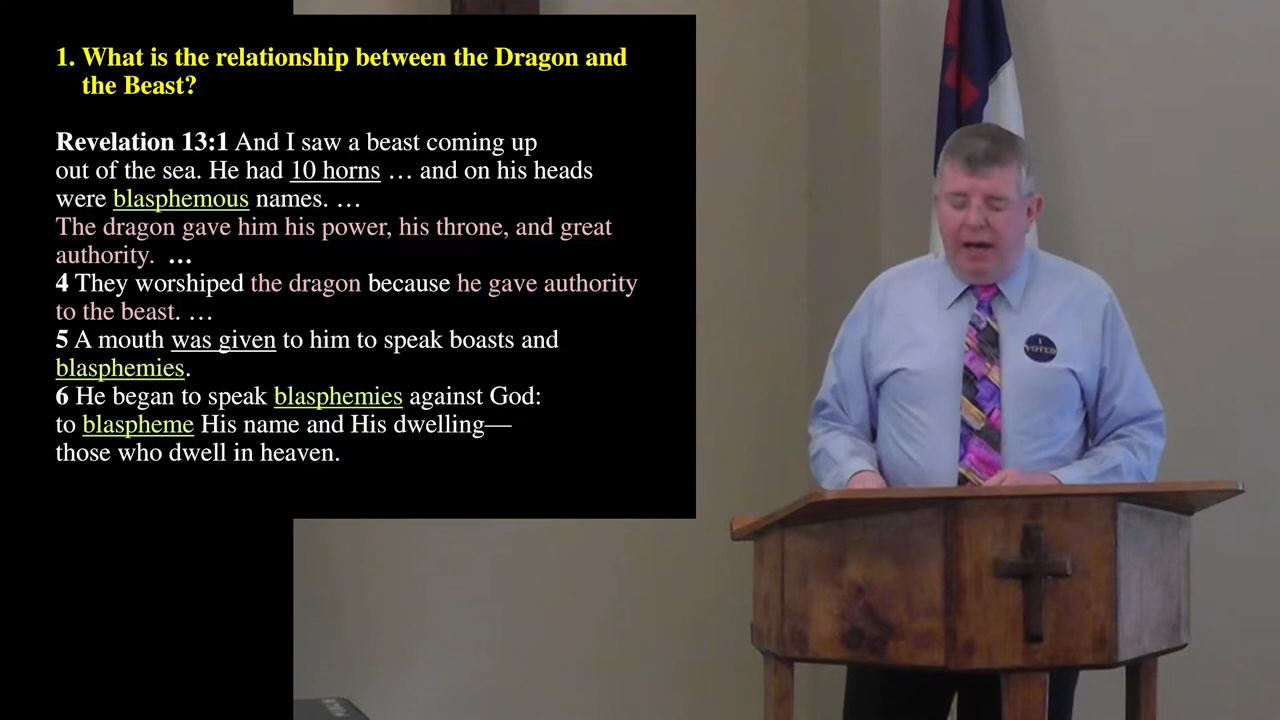 1. What is the relationship between the Dragon and
the Beast?
Revelation 13:1 And I saw a beast coming up
out of the sea. He had 10 horns … and on his heads
were blasphemous names. …
The dragon gave him his power, his throne, and great
authority. …
4 They worshiped the dragon because he gave authority
to the beast. …
5 A mouth was given to him to speak boasts and
blasphemies.
6 He began to speak blasphemies against God:
to blaspheme His name and His dwelling—
those who dwell in heaven.
I
VOTED